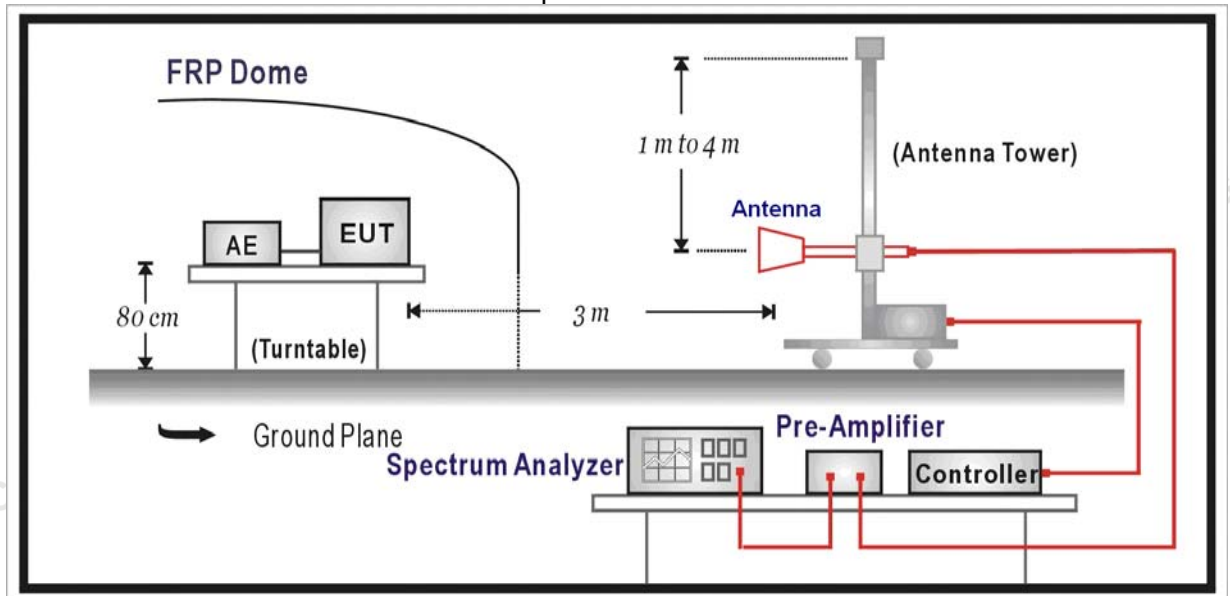 FRP Dome
1 m to 4 m
(Antenna Tower)
Antenna
AE
EUT
80 cm
3 m
(Turntable)
Ground Plane
Pre-Amplifier
Spectrum Analyzer
Controller